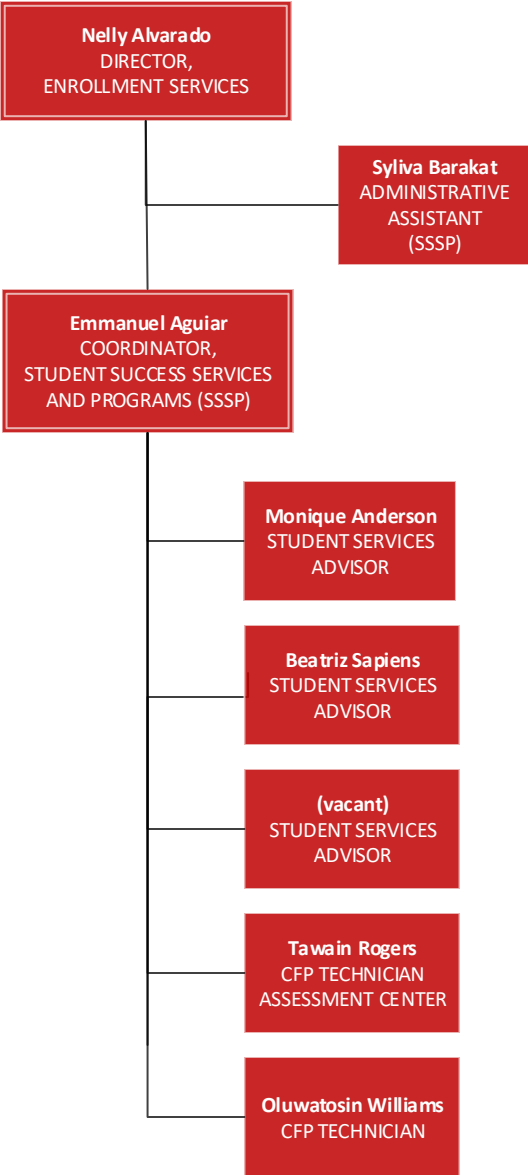 Nelly Alvarado
DIRECTOR,
ENROLLMENT SERVICES
Syliva Barakat
ADMINISTRATIVE
ASSISTANT
(SSSP)
Emmanuel Aguiar
COORDINATOR,
STUDENT SUCCESS SERVICES
AND PROGRAMS (SSSP)
Monique Anderson
STUDENT SERVICES
ADVISOR
Beatriz Sapiens
STUDENT SERVICES
ADVISOR
(vacant)
STUDENT SERVICES
ADVISOR
Tawain Rogers
CFP TECHNICIAN
ASSESSMENT CENTER
Oluwatosin Williams
CFP TECHNICIAN